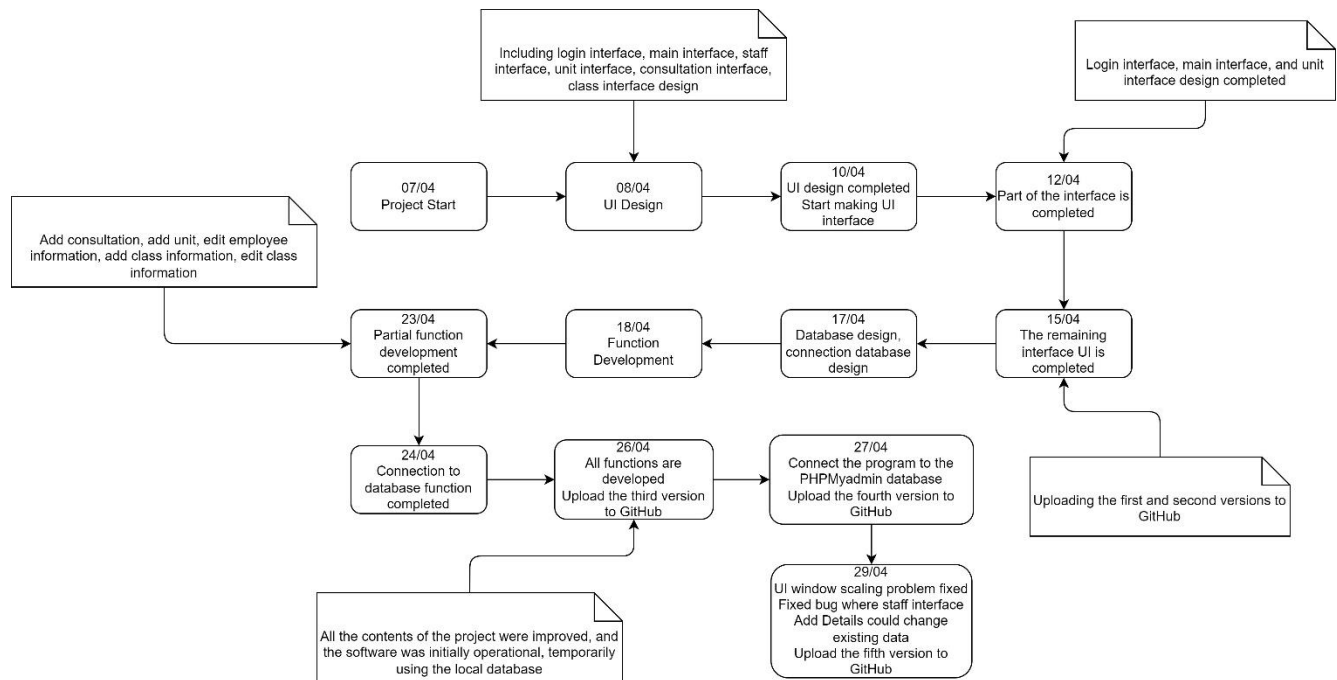 Including login interface, main interface, staff
interface, unit interface, consultation interface,
class interface design
Login interface, main interface, and unit
interface design completed
07/04
Project Start
08/04
UI Design
10/04
UI design completed
Start making UI
interface
12/04
Part of the interface is
completed
Add consultation, add unit, edit employee
information, add class information, edit class
information
23/04
Partial function
development
completed
18/04
Function
Development
17/04
Database design,
connection database
design
15/04
The remaining
interface UI is
completed
24/04
Connection to
database function
completed
26/04
All functions are
developed
Upload the third version
to GitHub
27/04
Connect the program to the
PHPMyadmin database
Upload the fourth version to
GitHub
Uploading the first and second versions to
GitHub
29/04
UI window scaling problem fixed
Fixed bug where staff interface
Add Details could change
existing data
Upload the fifth version to
GitHub
All the contents of the project were improved, and
the software was initially operational, temporarily
using the local database